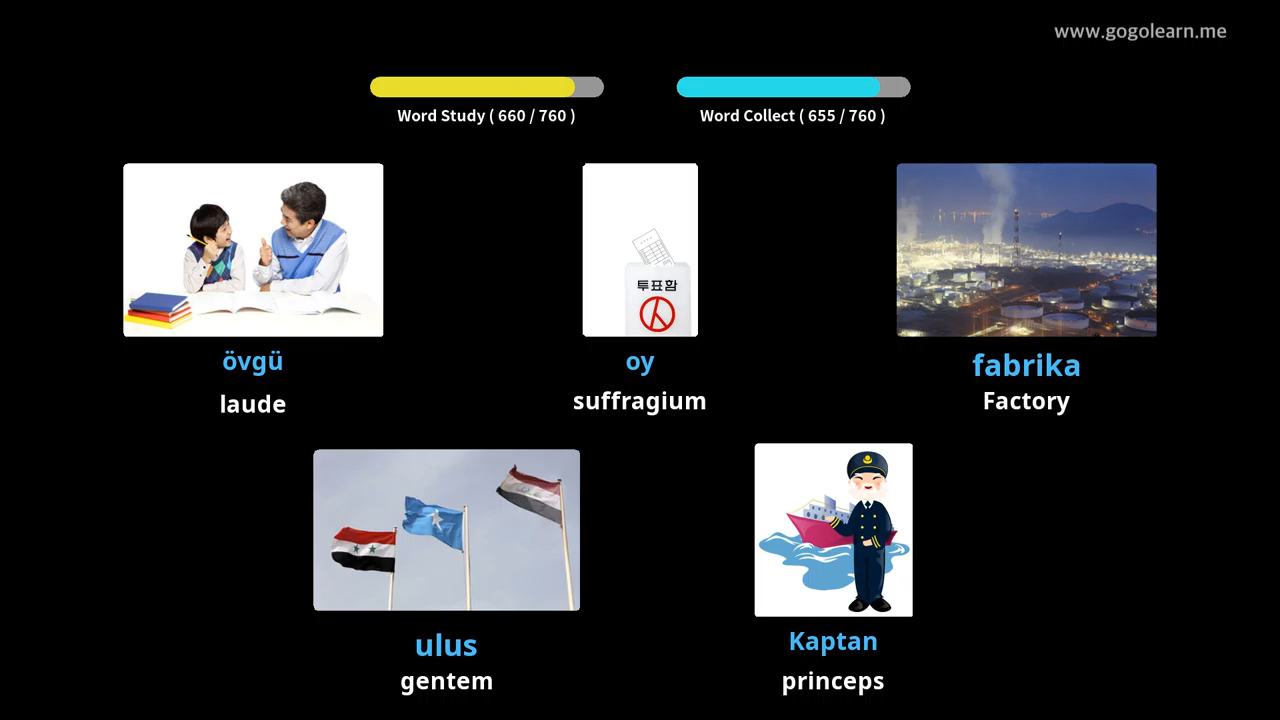 www.gogolearn.me
Word Study ( 660 / 760 )
Word Collect ( 655 / 760 )
투표함
övgü
laude
oy
suffragium
fabrika
Factory
ulus
gentem
Kaptan
princeps